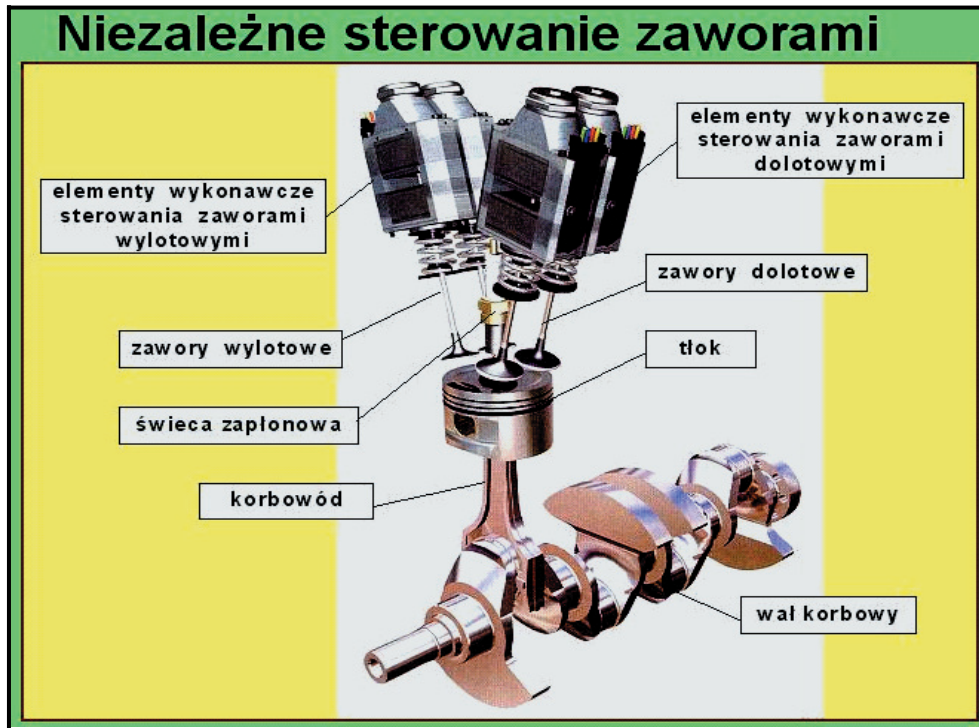 Niezależne sterowanie zaworami
elementy wykonawcze
sterowania zaworami
dolotowymi
elementy wykonawcze
sterowania zaworami
wylotowymi
zawory dolotowe
zawory wylotowe
tłok
świeca zapłonowa
korbowód
wał korbowy